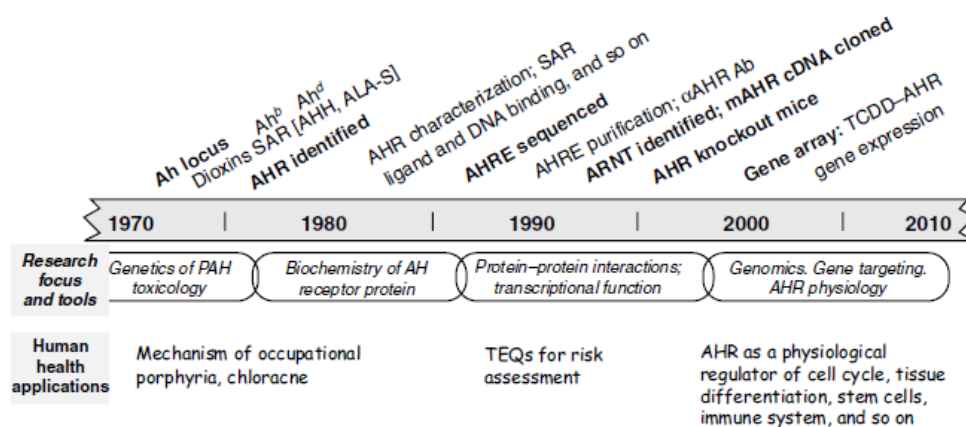 Ah locus
Ahᵇ Ahᵈ
Dioxins SAR [AHH, ALA-S]
AHR identified
AHR characterization; SAR
ligand and DNA binding, and so on
AHRE sequenced
AHRE purification; αAHR Ab
ARNT identified; mAHR cDNA cloned
AHR knockout mice
Gene array: TCDD–AHR
gene expression
1970 | 1980 | 1990 | 2000 | 2010
Research
focus
and tools
Genetics of PAH
toxicology
Biochemistry of AH
receptor protein
Protein–protein interactions;
transcriptional function
Genomics. Gene targeting.
AHR physiology
Human
health
applications
Mechanism of occupational
porphyria, chloracne
TEQs for risk
assessment
AHR as a physiological
regulator of cell cycle, tissue
differentiation, stem cells,
immune system, and so on